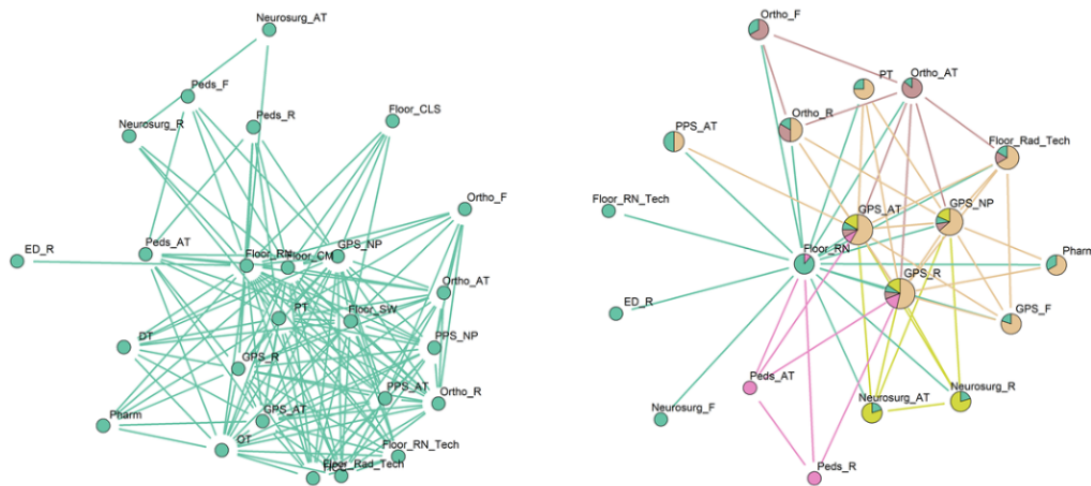 Neurosurg_AT
Peds_F
Neurosurg_R
Peds_R
Floor_CLS
Ortho_F
ED_R
Peds_AT
Floor_RN
Floor_CM
GPS_NP
Ortho_AT
PT
Floor_SW
DT
PPS_NP
GPS_R
PPS_AT
Ortho_R
Pharm
GPS_AT
OT
Floor_RN_Tech
Floor_Rad_Tech
Ortho_F
PT
Ortho_AT
PPS_AT
Ortho_R
Floor_Rad_Tech
Floor_RN_Tech
GPS_AT
GPS_NP
Floor_RN
Pharm
GPS_R
ED_R
GPS_F
Peds_AT
Neurosurg_F
Neurosurg_AT
Neurosurg_R
Peds_R